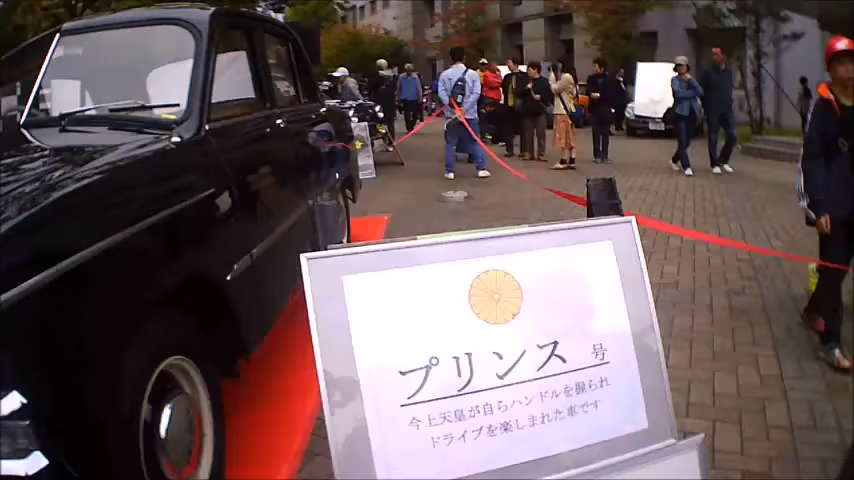 プリンス 号
今上天皇が自らハンドルを握られ
ドライブを楽しまれた車です